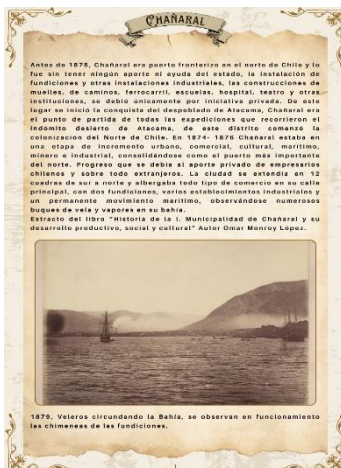 CHAÑARAL
Antes de 1878, Chañaral era puerto fronterizo en el norte de Chile y lo
fue sin tener ningún aporte ni ayuda del estado, la instalación de
fundiciones y otras instalaciones industriales, las construcciones de
muelles, de caminos, ferrocarril, escuelas, hospital, teatro y otras
instituciones, se debió unicamente por iniciativa privada. De este
lugar se inició la conquista del despoblado de Atacama, Chañaral era
el punto de partida de todas las expediciones que recorrieron el
indómito desierto de Atacama, de este distrito comenzó la
colonización del Norte de Chile. En 1874- 1876 Chañaral estaba en
una etapa de incremento urbano, comercial, cultural, marítimo,
minero e industrial, consolidándose como el puerto más importante
del norte. Progreso que se debía al aporte privado de empresarios
chilenos y sobre todo extranjeros. La ciudad se extendía en 12
cuadras de sur a norte y albergaba todo tipo de comercio en su calle
principal, con dos fundiciones, varios establecimientos industriales y
un permanente movimiento marítimo, observándose numerosos
buques de vela y vapores en su bahía.
Extracto del libro "Historia de la I. Municipalidad de Chañaral y su
desarrollo productivo, social y cultural" Autor Omar Monroy López.
1879, Veleros circundando la Bahía, se observan en funcionamiento
las chimeneas de las fundiciones.